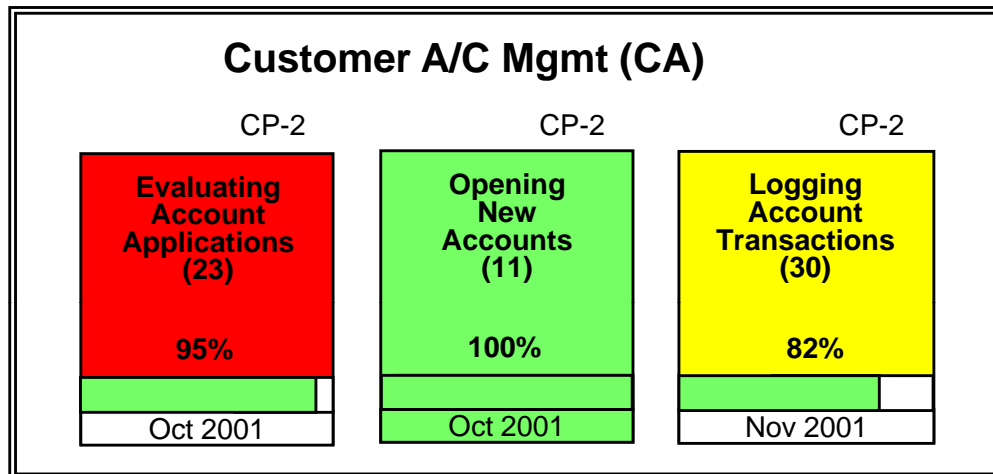 Customer A/C Mgmt (CA)
CP-2
Evaluating
Account
Applications
(23)
95%
Oct 2001
CP-2
Opening
New
Accounts
(11)
100%
Oct 2001
CP-2
Logging
Account
Transactions
(30)
82%
Nov 2001